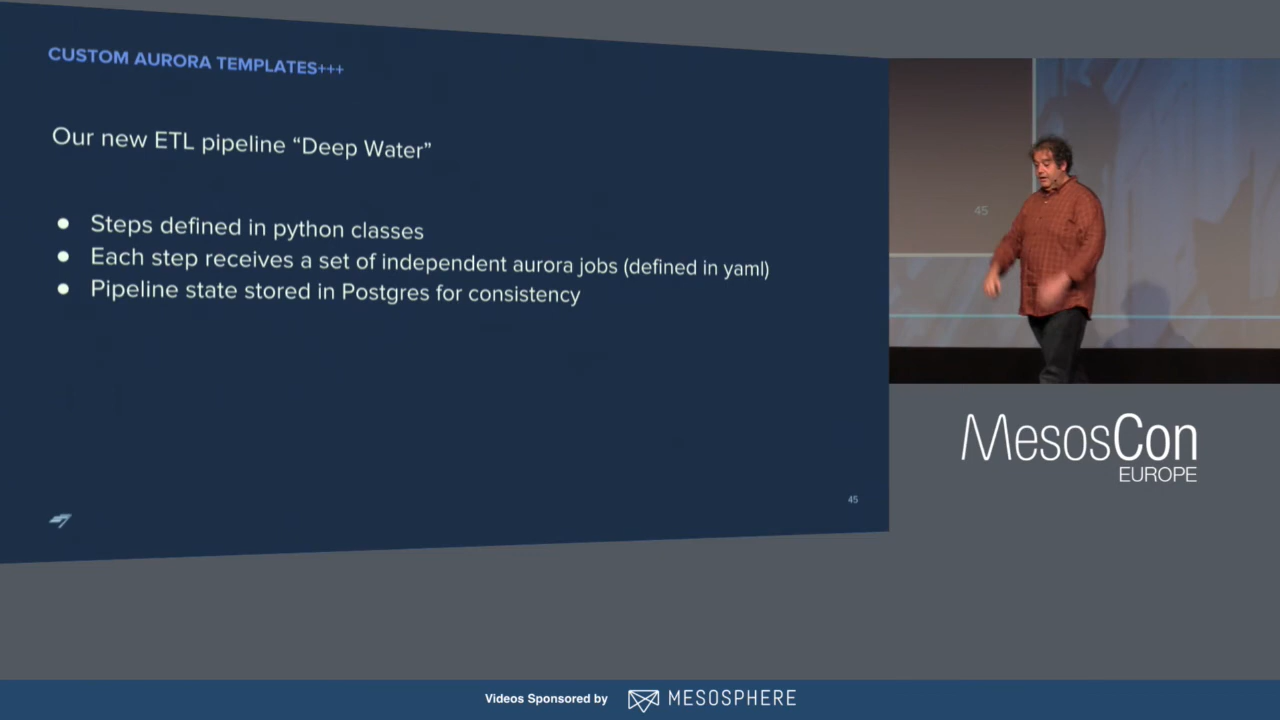 CUSTOM AURORA TEMPLATES+++
Our new ETL pipeline “Deep Water”
● Steps defined in python classes
● Each step receives a set of independent aurora jobs (defined in yaml)
● Pipeline state stored in Postgres for consistency
45
45
MesosCon
EUROPE
Videos Sponsored by MESOSPHERE